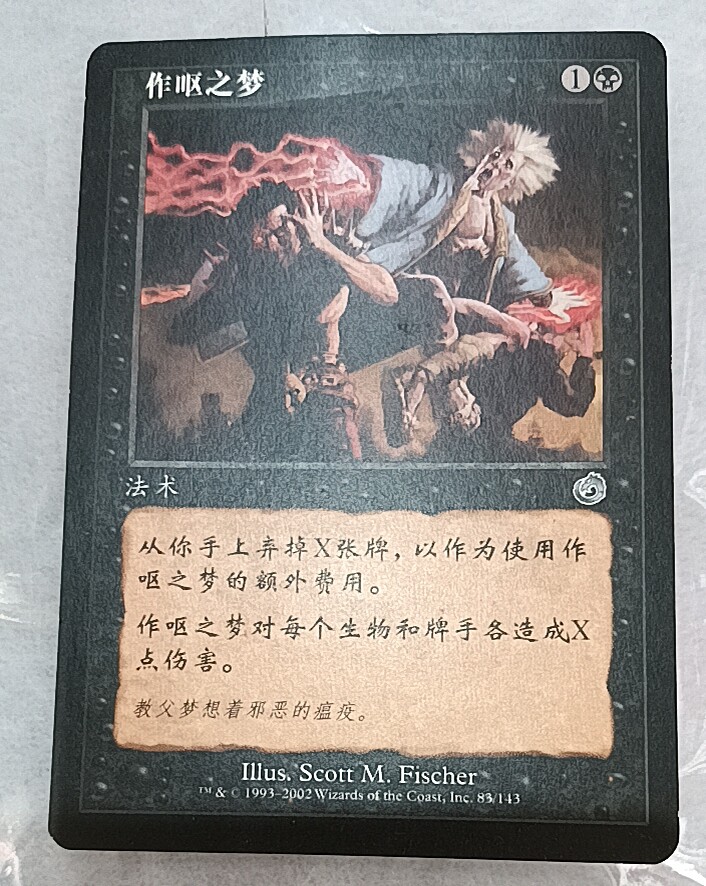 作呕之梦
1
法术
从你手上弃掉X张牌，以作为使用作
呕之梦的额外费用。
作呕之梦对每个生物和牌手各造成X
点伤害。
教父梦想着邪恶的瘟疫。
Illus. Scott M. Fischer
™ & © 1993–2002 Wizards of the Coast, Inc. 83/143